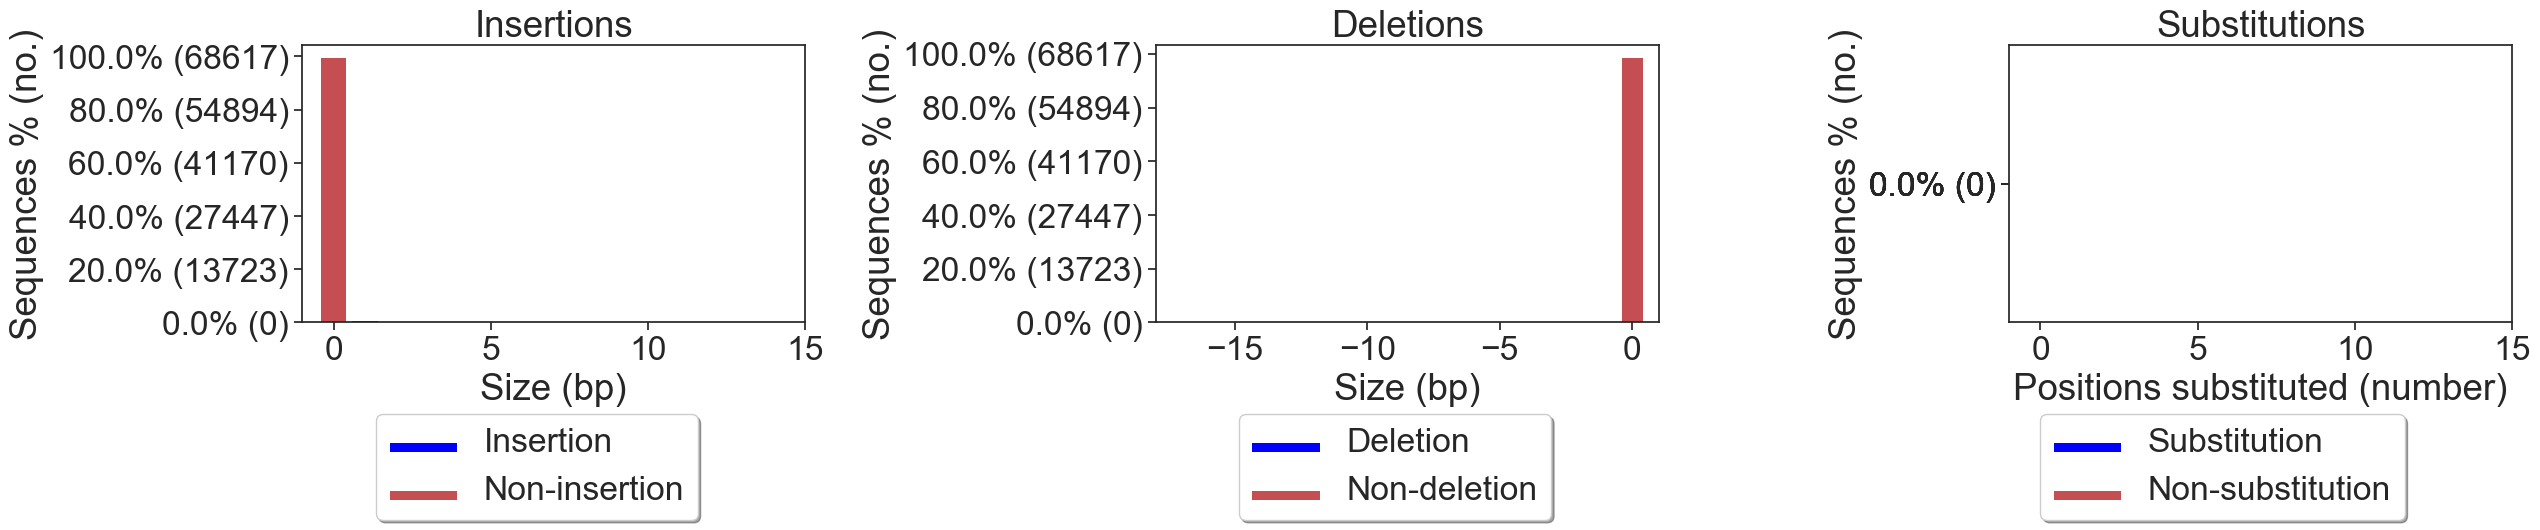 Insertions
Sequences % (no.)
100.0% (68617)
80.0% (54894)
60.0% (41170)
40.0% (27447)
20.0% (13723)
0.0% (0)
0 5 10 15
Size (bp)
Insertion
Non-insertion
Deletions
Sequences % (no.)
100.0% (68617)
80.0% (54894)
60.0% (41170)
40.0% (27447)
20.0% (13723)
0.0% (0)
−15 −10 −5 0
Size (bp)
Deletion
Non-deletion
Substitutions
Sequences % (no.)
0.0% (0)
0 5 10 15
Positions substituted (number)
Substitution
Non-substitution